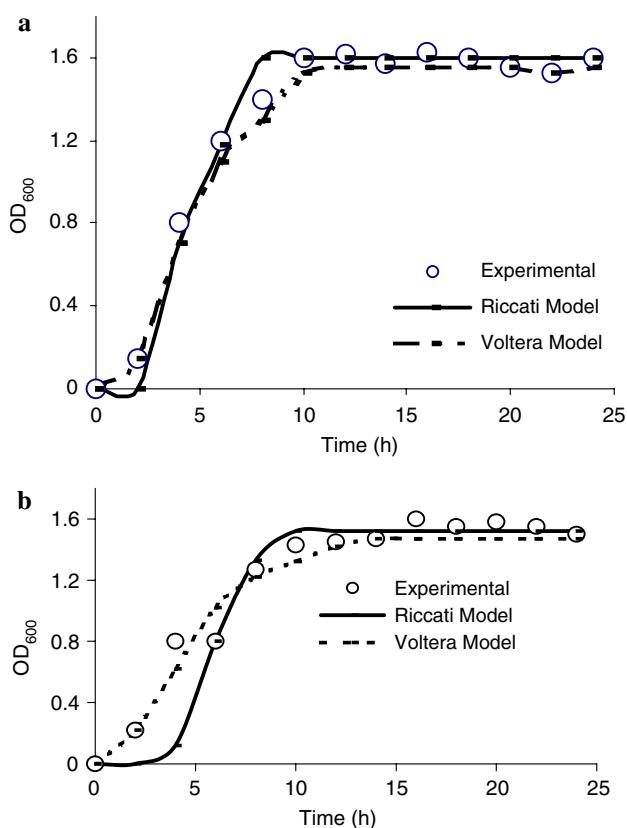 a
1.6
1.2
0.8
0.4
0
OD600
Experimental
Riccati Model
Voltera Model
0 5 10 15 20 25
Time (h)
b
1.6
1.2
0.8
0.4
0
OD600
Experimental
Riccati Model
Voltera Model
0 5 10 15 20 25
Time (h)